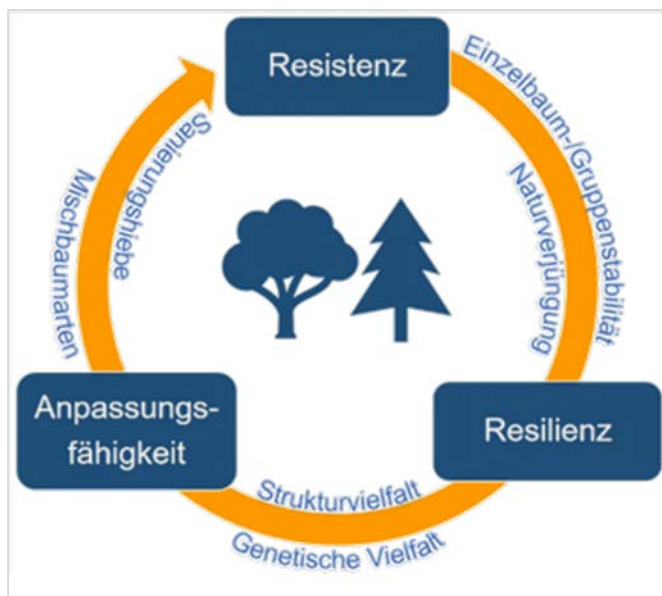 Resistenz
Einzelbaum-/Gruppenstabilität
Naturverjüngung
Resilienz
Strukturvielfalt
Genetische Vielfalt
Anpassungs-
fähigkeit
Mischbaumarten
Sanierungshiebe